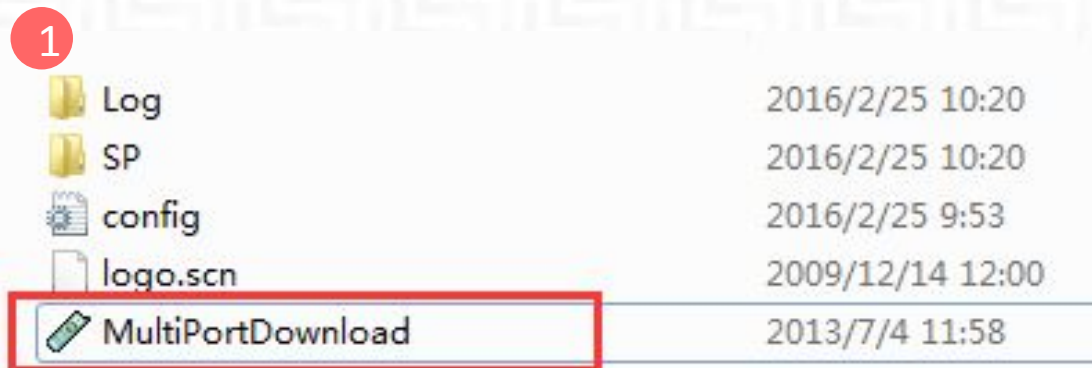 1
Log 2016/2/25 10:20
SP 2016/2/25 10:20
config 2016/2/25 9:53
logo.scn 2009/12/14 12:00
MultiPortDownload 2013/7/4 11:58